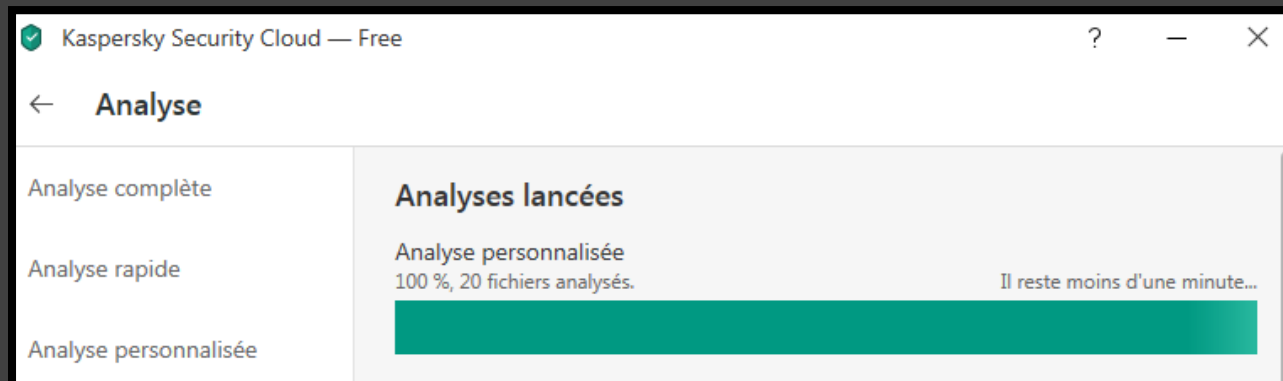 Kaspersky Security Cloud — Free
?
Analyse
Analyse complète
Analyse rapide
Analyse personnalisée
Analyses lancées
Analyse personnalisée
100 %, 20 fichiers analysés.
Il reste moins d'une minute...